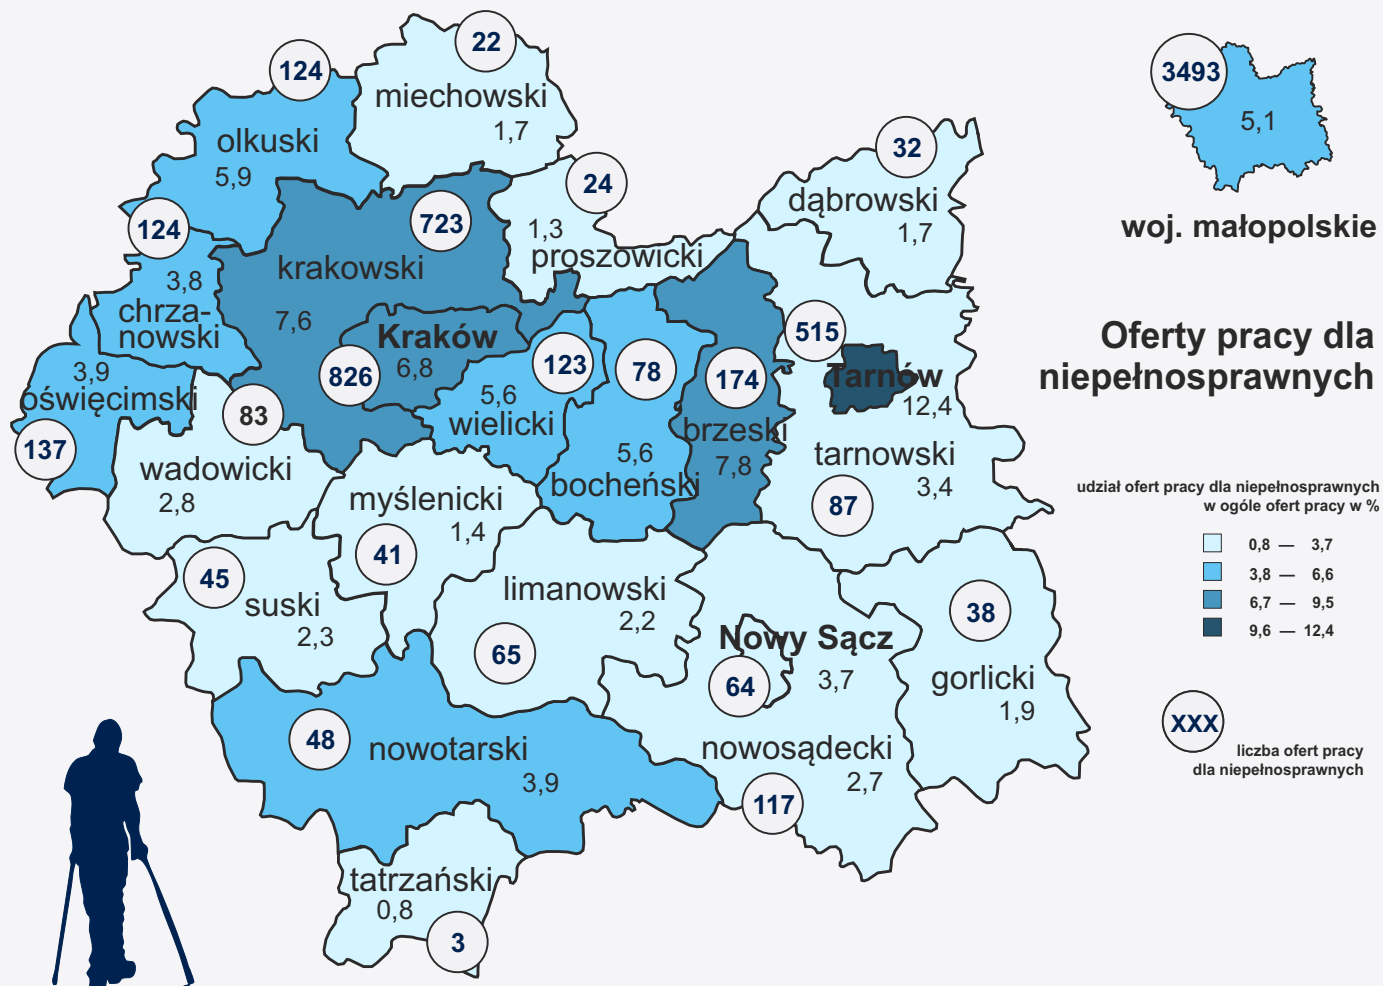 22
124
miechowski
1,7
olkuski
5,9
3493
5,1
woj. małopolskie
32
dąbrowski
1,7
24
1,3
proszowicki
124
723
krakowski
7,6
3,8
chrza-
nowski
Kraków
6,8
826
123
5,6
wielicki
78
5,6
bocheński
174
brzeski
7,8
515
Tarnów
12,4
tarnowski
3,4
87
Oferty pracy dla
niepełnosprawnych
3,9
oświęcimski
137
83
wadowicki
2,8
myślenicki
1,4
41
45
suski
2,3
limanowski
2,2
65
Nowy Sącz
3,7
64
38
gorlicki
1,9
48
nowotarski
3,9
nowosądecki
2,7
117
tatrzański
0,8
3
udział ofert pracy dla niepełnosprawnych
w ogóle ofert pracy w %
0,8 — 3,7
3,8 — 6,6
6,7 — 9,5
9,6 — 12,4
xxx
liczba ofert pracy
dla niepełnosprawnych